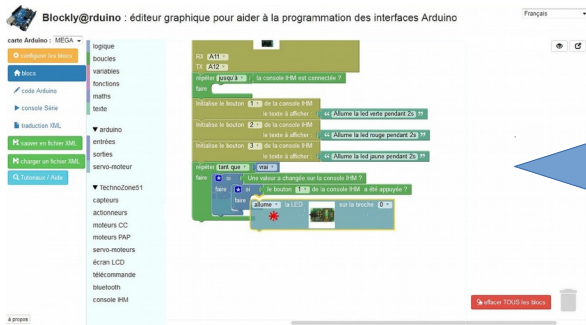 Blockly@rduino : éditeur graphique pour aider à la programmation des interfaces Arduino
Français
carte Arduino : MEGA
configurer les blocs
blocs
code Arduino
console Série
traduction XML
sauver en fichier XML
charger un fichier XML
Tutoriaux / Aide
à propos
logique
boucles
variables
fonctions
maths
texte
▼ arduino
entrées
sorties
servo-moteur
▼ TechnoZone51
capteurs
actionneurs
moteurs CC
moteurs PAP
servo-moteurs
écran LCD
télécommande
bluetooth
console IHM
RX A11
TX A12
répéter jusqu'à la console IHM est connectée ?
faire
Initialise le bouton 1 de la console IHM
le texte à afficher : “ Allume la led verte pendant 2s ”
Initialise le bouton 2 de la console IHM
le texte à afficher : “ Allume la led rouge pendant 2s ”
Initialise le bouton 3 de la console IHM
le texte à afficher : “ Allume la led jaune pendant 2s ”
répéter tant que vrai
faire si Une valeur a changée sur la console IHM ?
faire si le bouton 1 de la console IHM a été appuyée ?
faire
allume la LED sur la broche 0
effacer TOUS les blocs